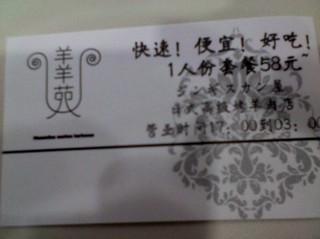 羊羊苑
快速！便宜！好吃！
1人份套餐58元~
ジンギスカン屋
日式高级烤羊肉店
营业时间17：00到03：00